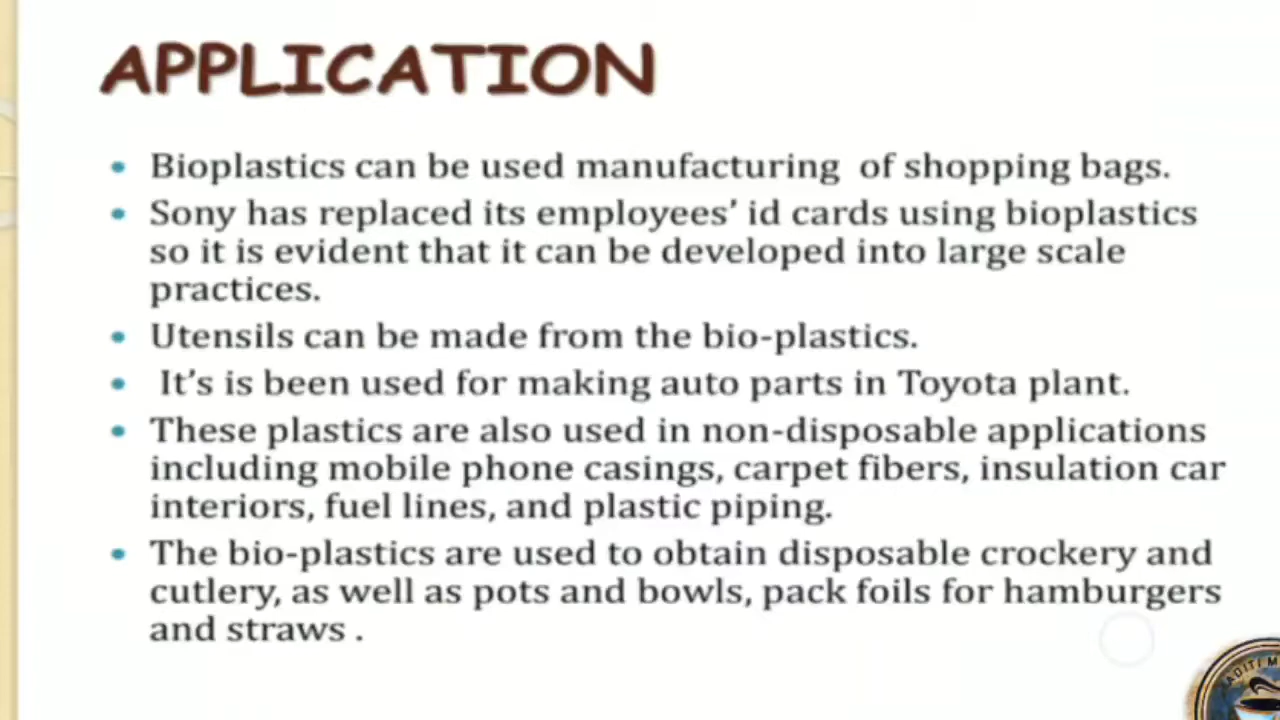 APPLICATION
• Bioplastics can be used manufacturing  of shopping bags.
• Sony has replaced its employees’ id cards using bioplastics
so it is evident that it can be developed into large scale
practices.
• Utensils can be made from the bio-plastics.
•  It’s is been used for making auto parts in Toyota plant.
• These plastics are also used in non-disposable applications
including mobile phone casings, carpet fibers, insulation car
interiors, fuel lines, and plastic piping.
• The bio-plastics are used to obtain disposable crockery and
cutlery, as well as pots and bowls, pack foils for hamburgers
and straws .